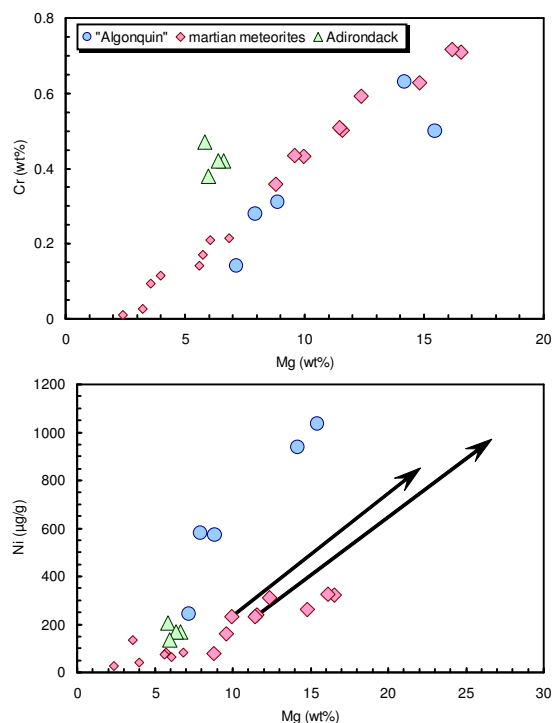 0.8
"Algonquin" martian meteorites Adirondack
0.6
Cr (wt%)
0.4
0.2
0.0
0 5 10 15 20
Mg (wt%)
1200
1000
800
Ni (µg/g)
600
400
200
0
0 5 10 15 20 25 30
Mg (wt%)